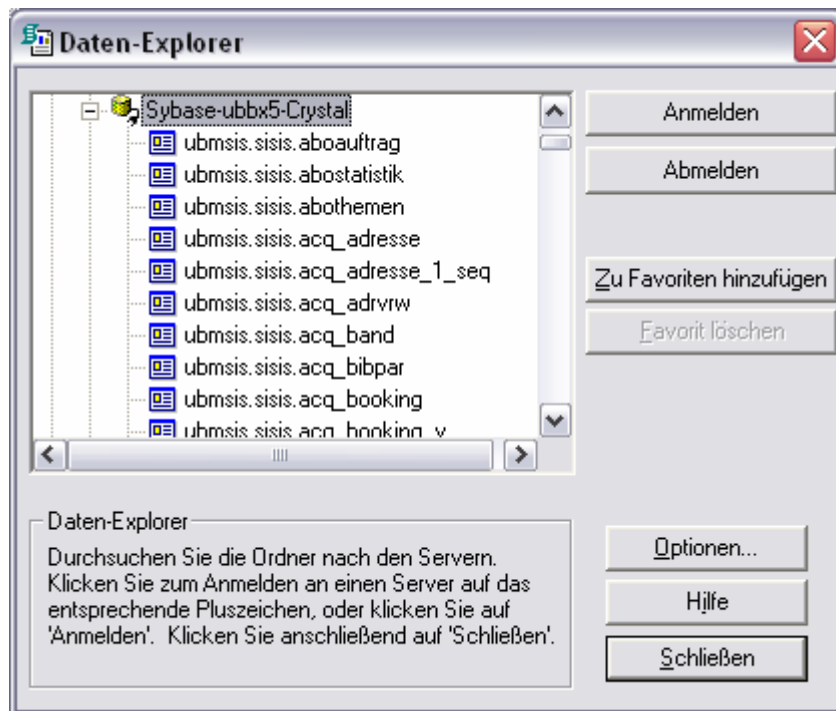 Daten-Explorer
Sybase-ubbx5-Crystal
ubmsis.sisis.aboauftrag
ubmsis.sisis.abostatistik
ubmsis.sisis.abothemen
ubmsis.sisis.acq_adresse
ubmsis.sisis.acq_adresse_1_seq
ubmsis.sisis.acq_adrvrw
ubmsis.sisis.acq_band
ubmsis.sisis.acq_bibpar
ubmsis.sisis.acq_booking
ubmsis.sisis.acq_booking_v
Anmelden
Abmelden
Zu Favoriten hinzufügen
Favorit löschen
Daten-Explorer
Durchsuchen Sie die Ordner nach den Servern.
Klicken Sie zum Anmelden an einen Server auf das
entsprechende Pluszeichen, oder klicken Sie auf
'Anmelden'.  Klicken Sie anschließend auf 'Schließen'.
Optionen...
Hilfe
Schließen